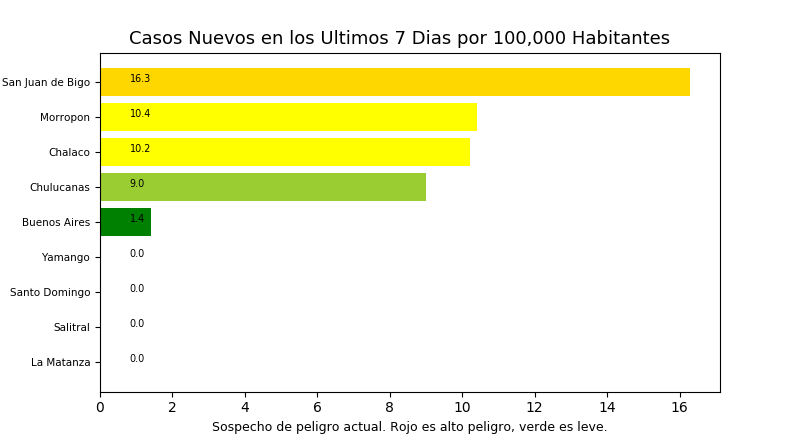 Casos Nuevos en los Ultimos 7 Dias por 100,000 Habitantes
San Juan de Bigo 16.3
Morropon 10.4
Chalaco 10.2
Chulucanas 9.0
Buenos Aires 1.4
Yamango 0.0
Santo Domingo 0.0
Salitral 0.0
La Matanza 0.0
0 2 4 6 8 10 12 14 16
Sospecho de peligro actual. Rojo es alto peligro, verde es leve.